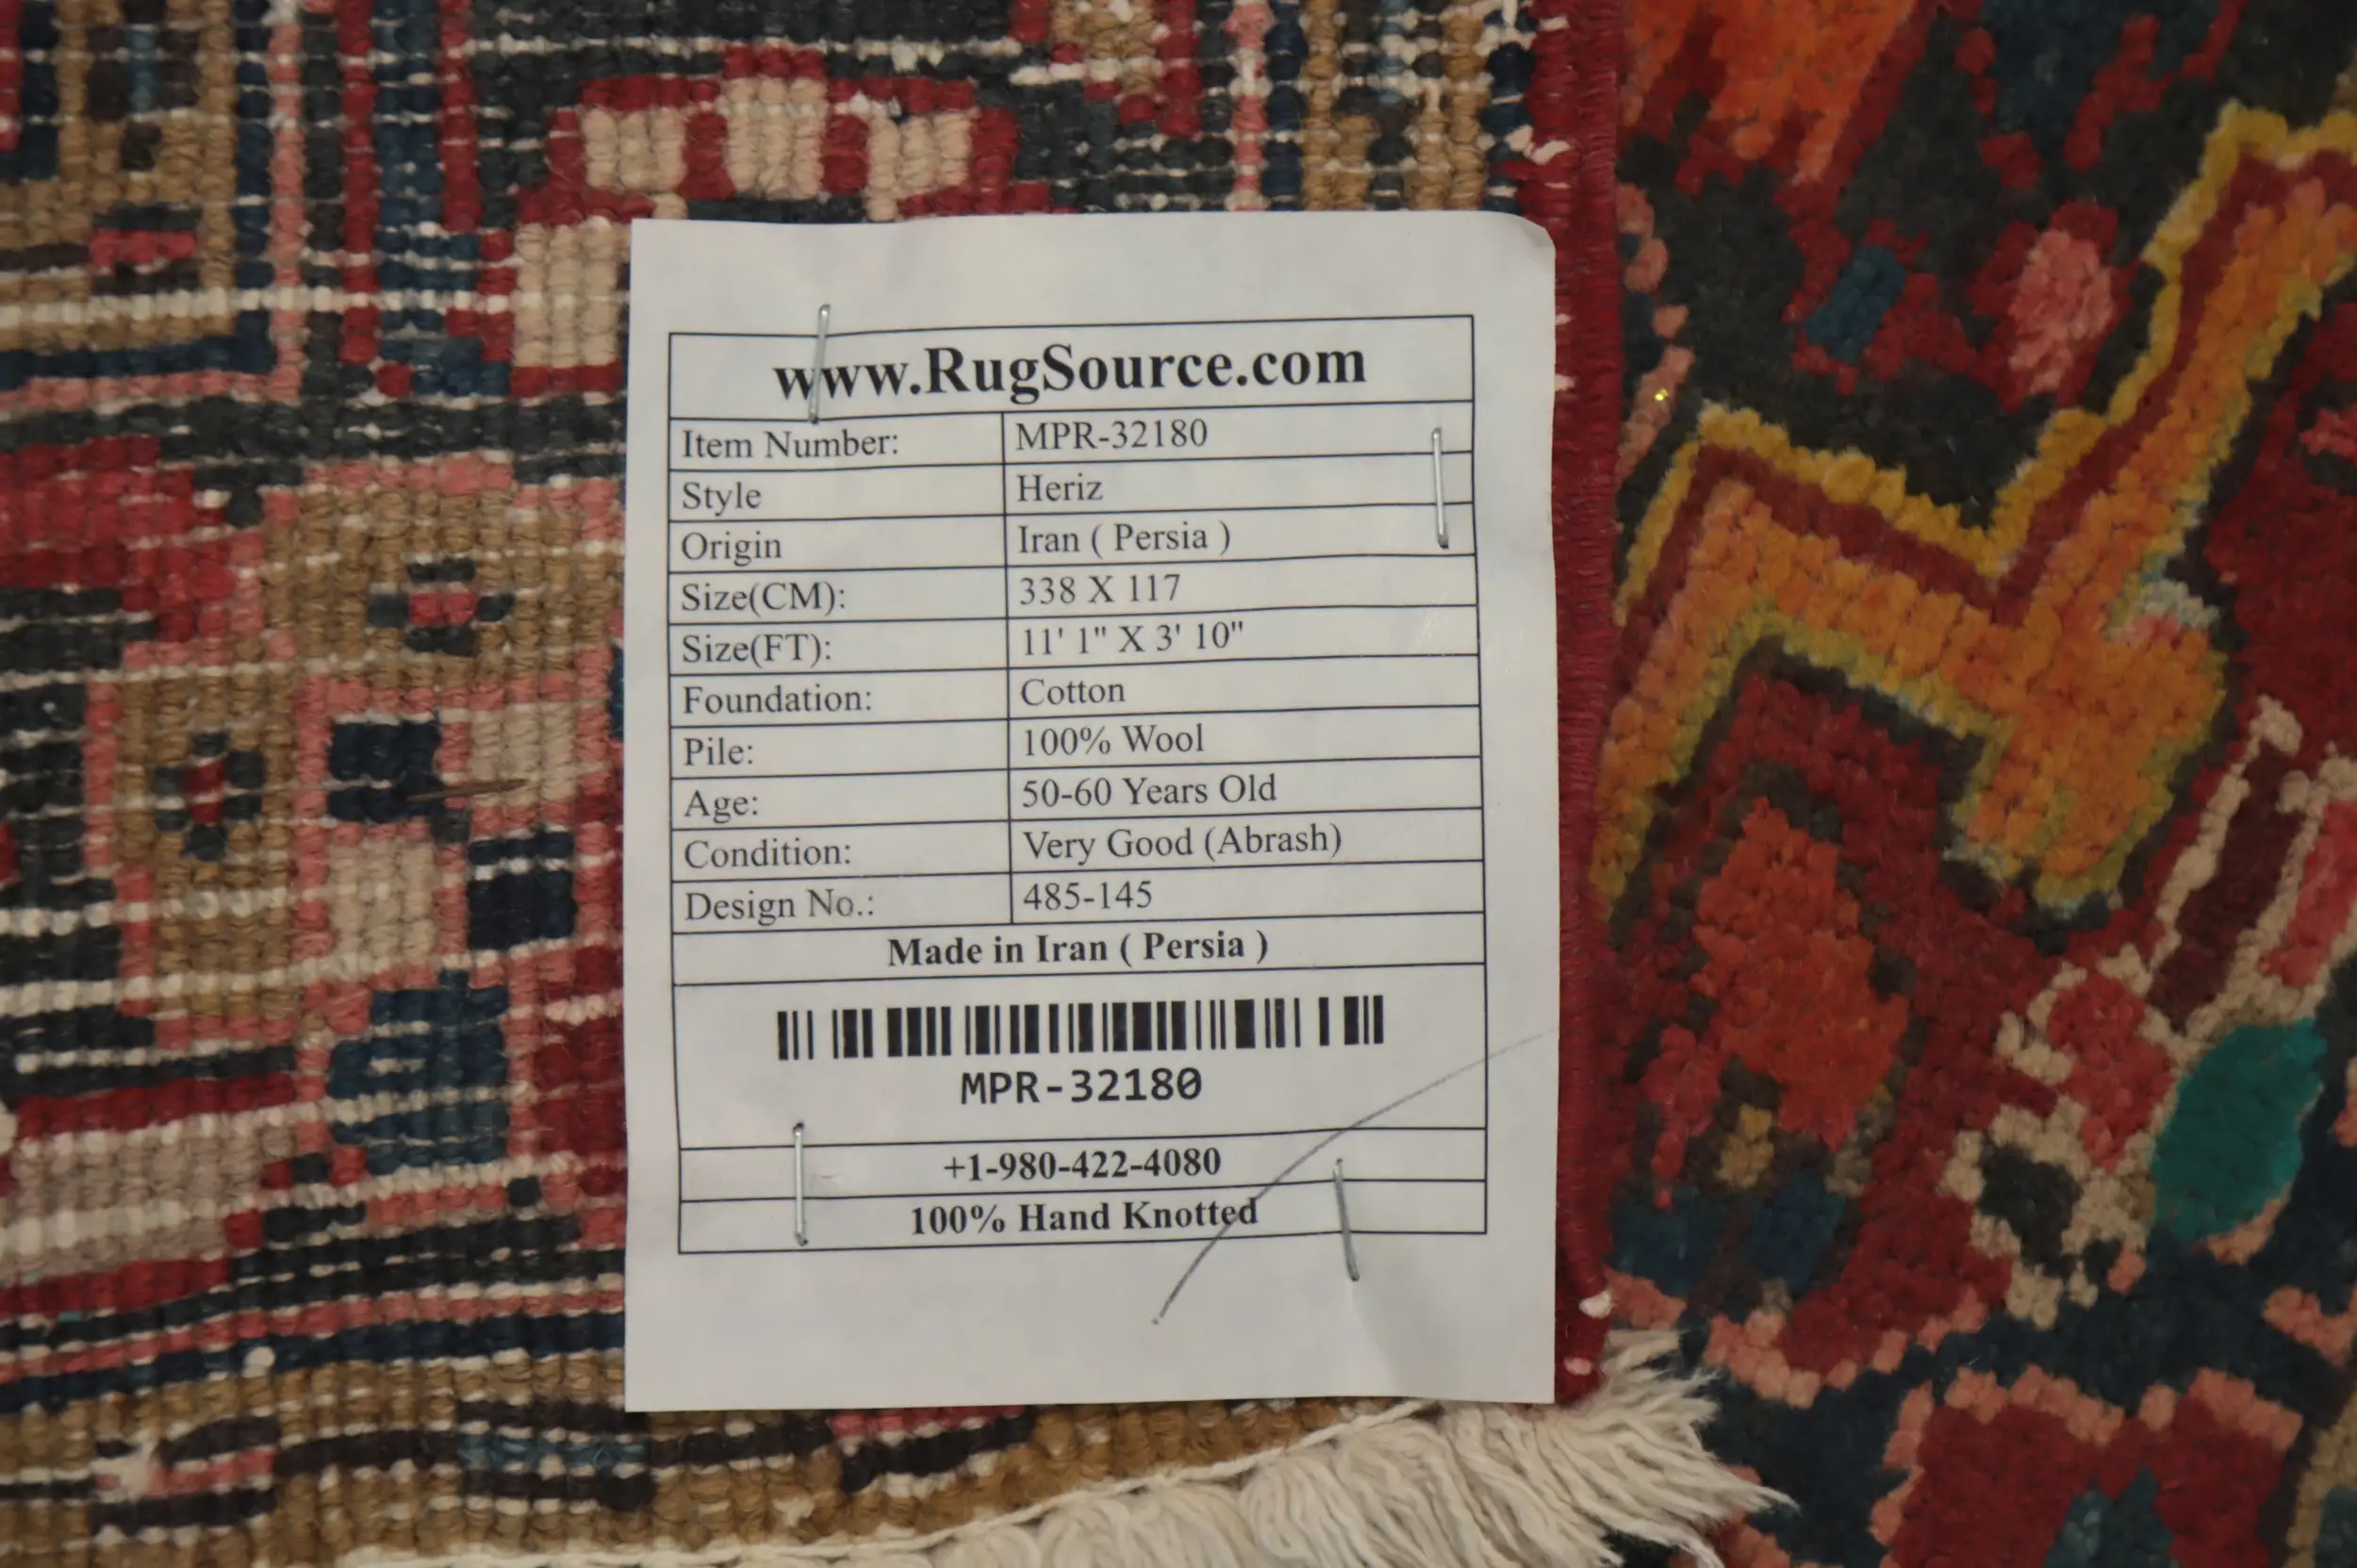 www.RugSource.com
Item Number: MPR-32180
Style Heriz
Origin Iran ( Persia )
Size(CM): 338 X 117
Size(FT): 11' 1" X 3' 10"
Foundation: Cotton
Pile: 100% Wool
Age: 50-60 Years Old
Condition: Very Good (Abrash)
Design No.: 485-145
Made in Iran ( Persia )
MPR-32180
+1-980-422-4080
100% Hand Knotted